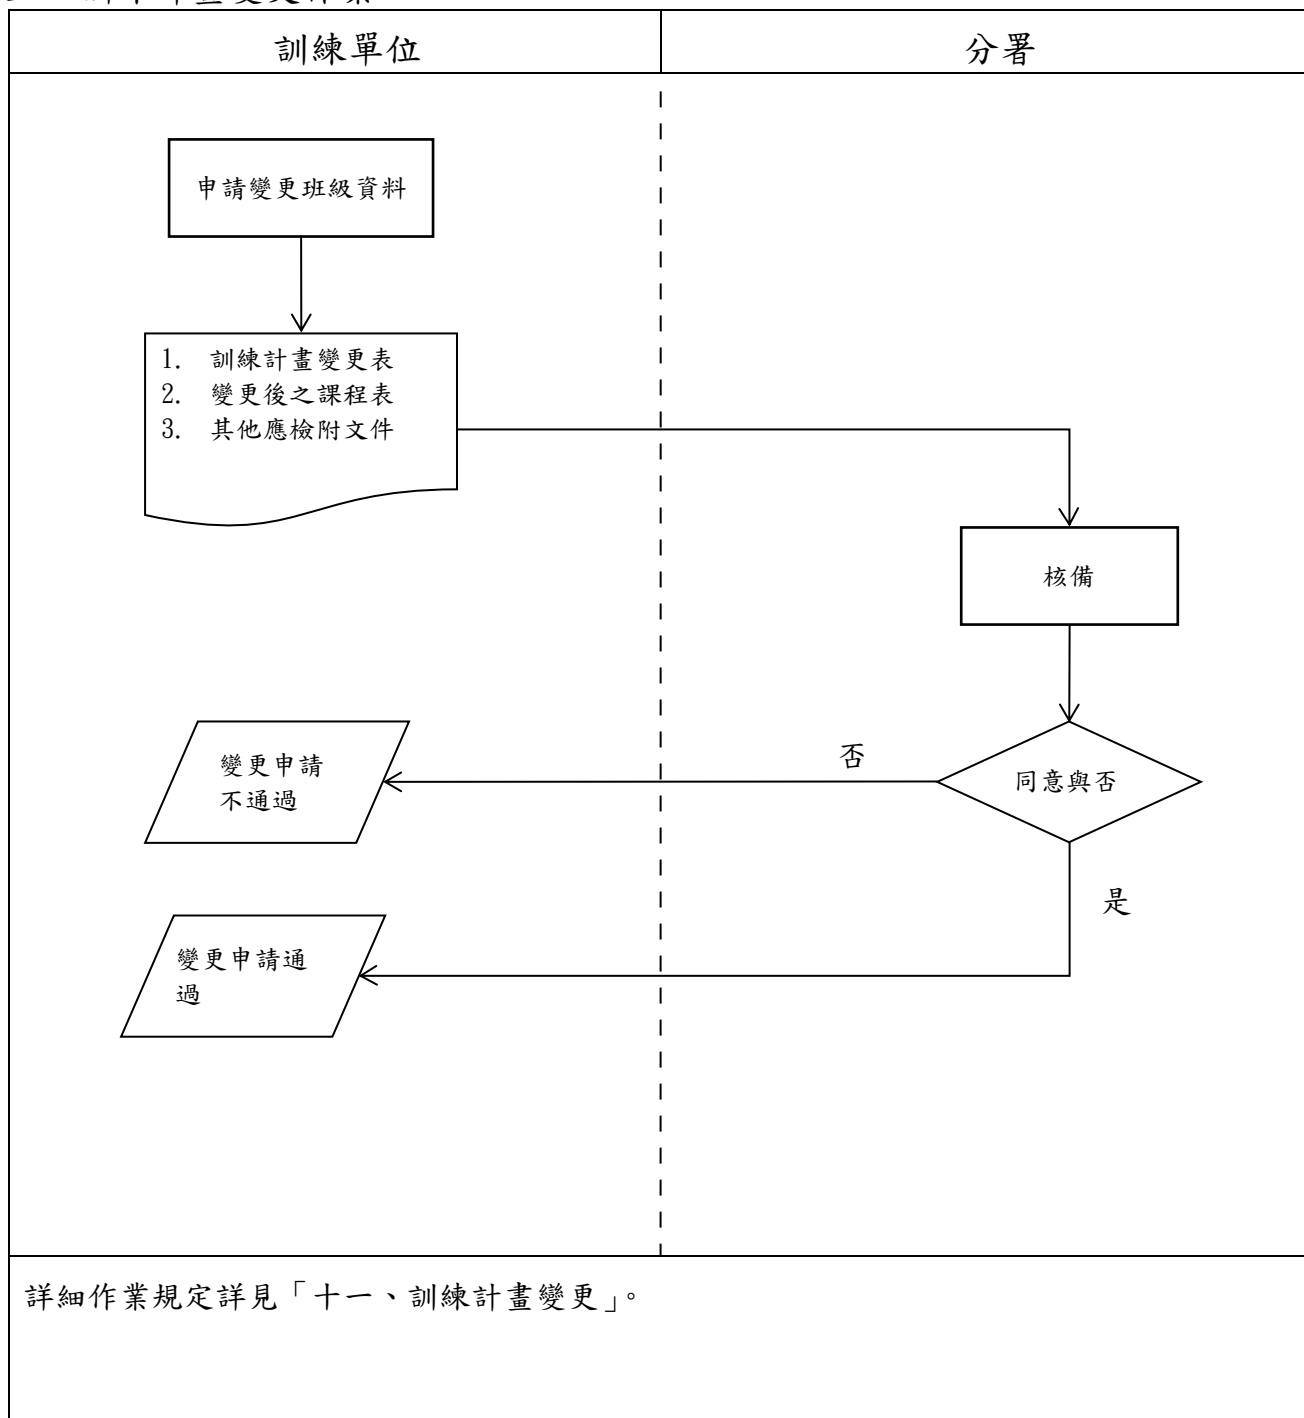 訓練單位
分署
申請變更班級資料
1. 訓練計畫變更表
2. 變更後之課程表
3. 其他應檢附文件
核備
同意與否
否
變更申請
不通過
是
變更申請通
過
詳細作業規定詳見「十一、訓練計畫變更」。